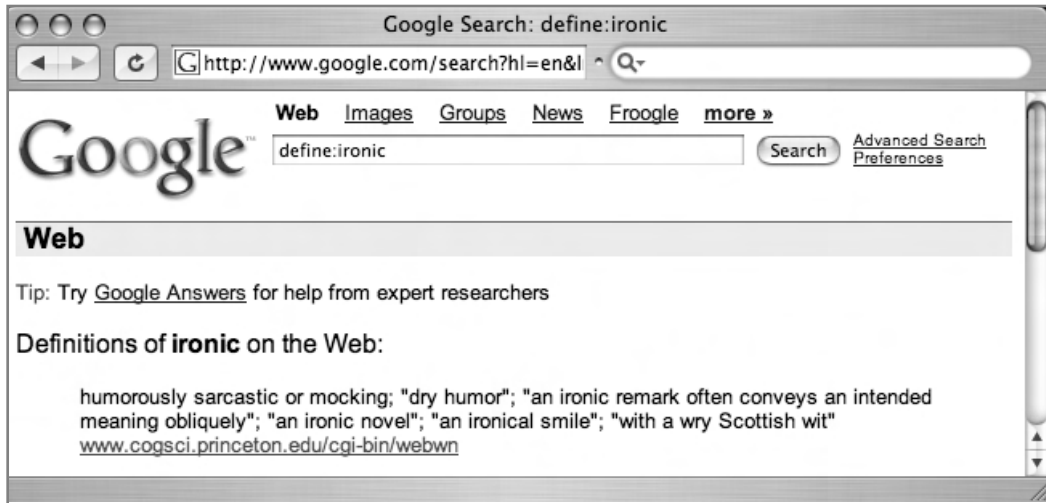 Google Search: define:ironic
http://www.google.com/search?hl=en&l
Web Images Groups News Froogle more »
Google™
define:ironic
Search
Advanced Search
Preferences
Web
Tip: Try Google Answers for help from expert researchers
Definitions of ironic on the Web:
humorously sarcastic or mocking; "dry humor"; "an ironic remark often conveys an intended
meaning obliquely"; "an ironic novel"; "an ironical smile"; "with a wry Scottish wit"
www.cogsci.princeton.edu/cgi-bin/webwn